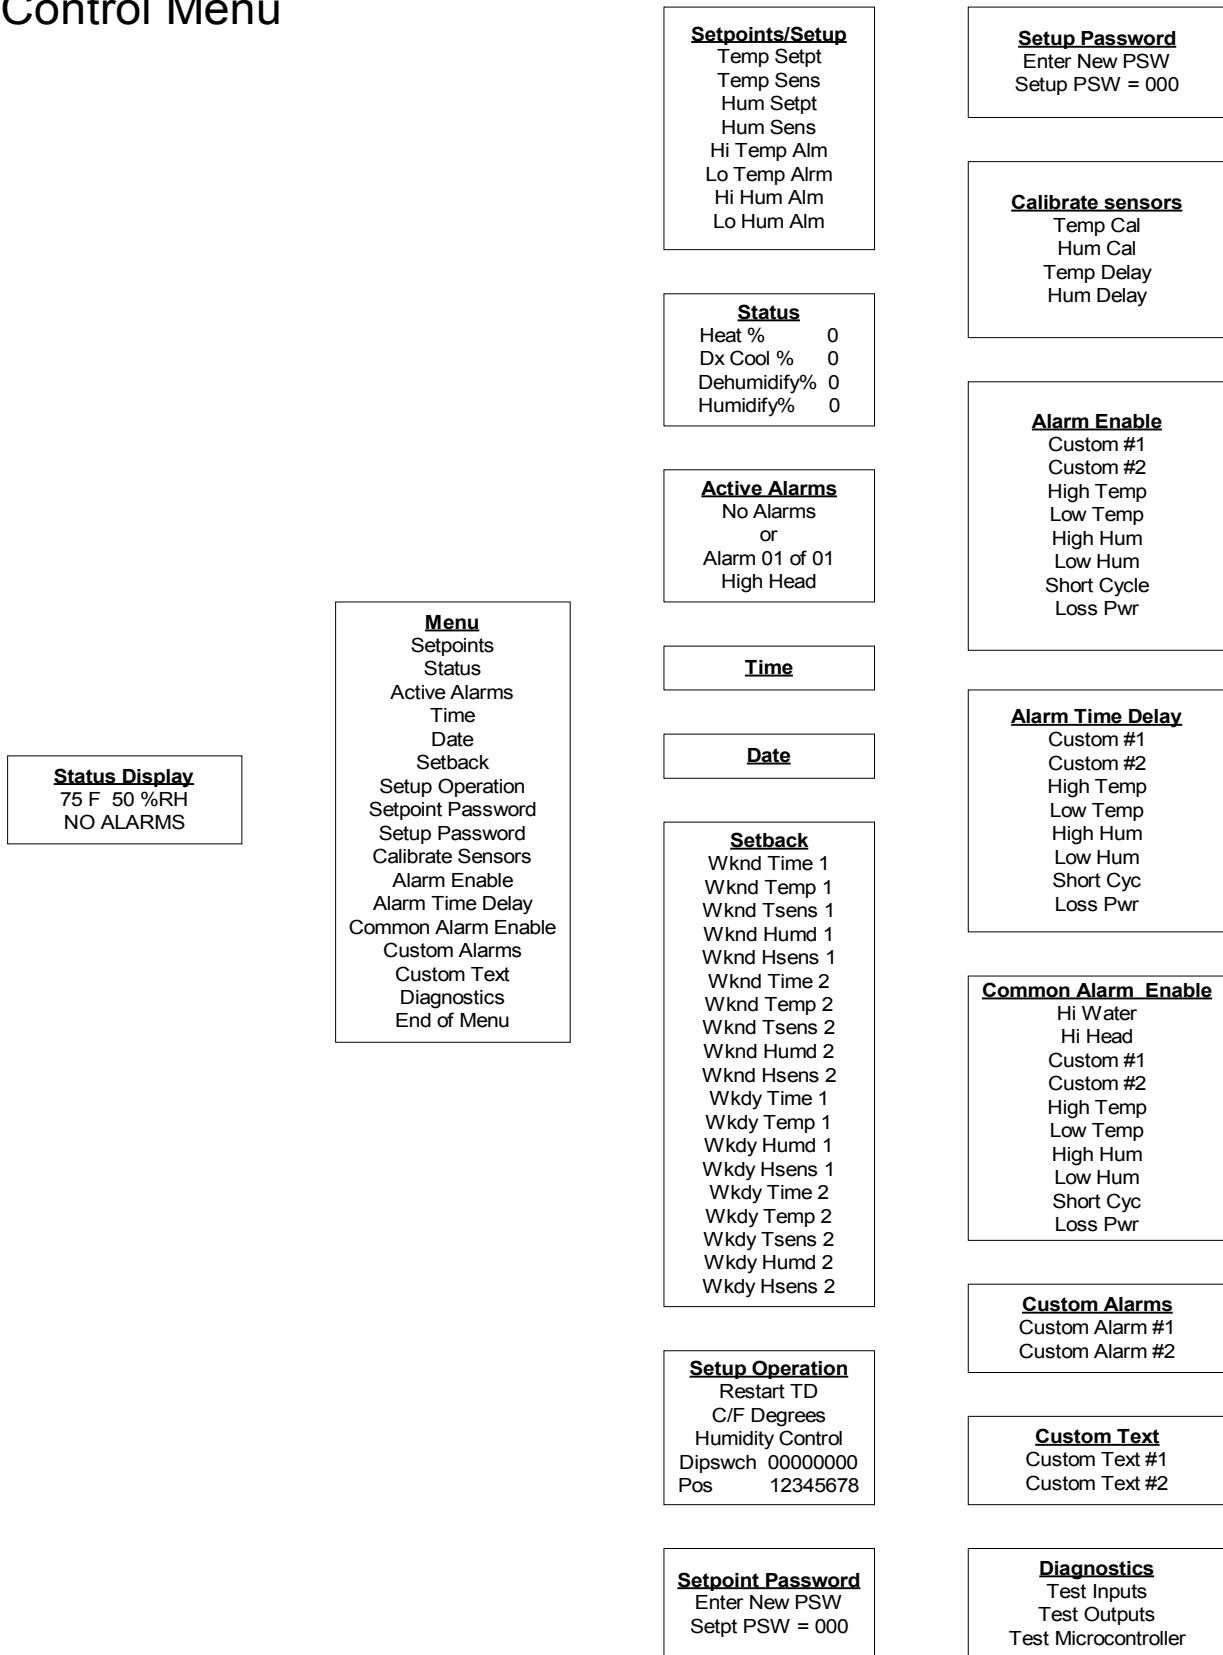 Control Menu
Status Display
75 F 50 %RH
NO ALARMS
Menu
Setpoints
Status
Active Alarms
Time
Date
Setback
Setup Operation
Setpoint Password
Setup Password
Calibrate Sensors
Alarm Enable
Alarm Time Delay
Common Alarm Enable
Custom Alarms
Custom Text
Diagnostics
End of Menu
Setpoints/Setup
Temp Setpt
Temp Sens
Hum Setpt
Hum Sens
Hi Temp Alm
Lo Temp Alrm
Hi Hum Alm
Lo Hum Alm
Status
Heat % 0
Dx Cool % 0
Dehumidify% 0
Humidify% 0
Active Alarms
No Alarms
or
Alarm 01 of 01
High Head
Time
Date
Setback
Wknd Time 1
Wknd Temp 1
Wknd Tsens 1
Wknd Humd 1
Wknd Hsens 1
Wknd Time 2
Wknd Temp 2
Wknd Tsens 2
Wknd Humd 2
Wknd Hsens 2
Wkdy Time 1
Wkdy Temp 1
Wkdy Humd 1
Wkdy Hsens 1
Wkdy Time 2
Wkdy Temp 2
Wkdy Tsens 2
Wkdy Humd 2
Wkdy Hsens 2
Setup Operation
Restart TD
C/F Degrees
Humidity Control
Dipswch 00000000
Pos 12345678
Setpoint Password
Enter New PSW
Setpt PSW = 000
Setup Password
Enter New PSW
Setup PSW = 000
Calibrate sensors
Temp Cal
Hum Cal
Temp Delay
Hum Delay
Alarm Enable
Custom #1
Custom #2
High Temp
Low Temp
High Hum
Low Hum
Short Cycle
Loss Pwr
Alarm Time Delay
Custom #1
Custom #2
High Temp
Low Temp
High Hum
Low Hum
Short Cyc
Loss Pwr
Common Alarm Enable
Hi Water
Hi Head
Custom #1
Custom #2
High Temp
Low Temp
High Hum
Low Hum
Short Cyc
Loss Pwr
Custom Alarms
Custom Alarm #1
Custom Alarm #2
Custom Text
Custom Text #1
Custom Text #2
Diagnostics
Test Inputs
Test Outputs
Test Microcontroller